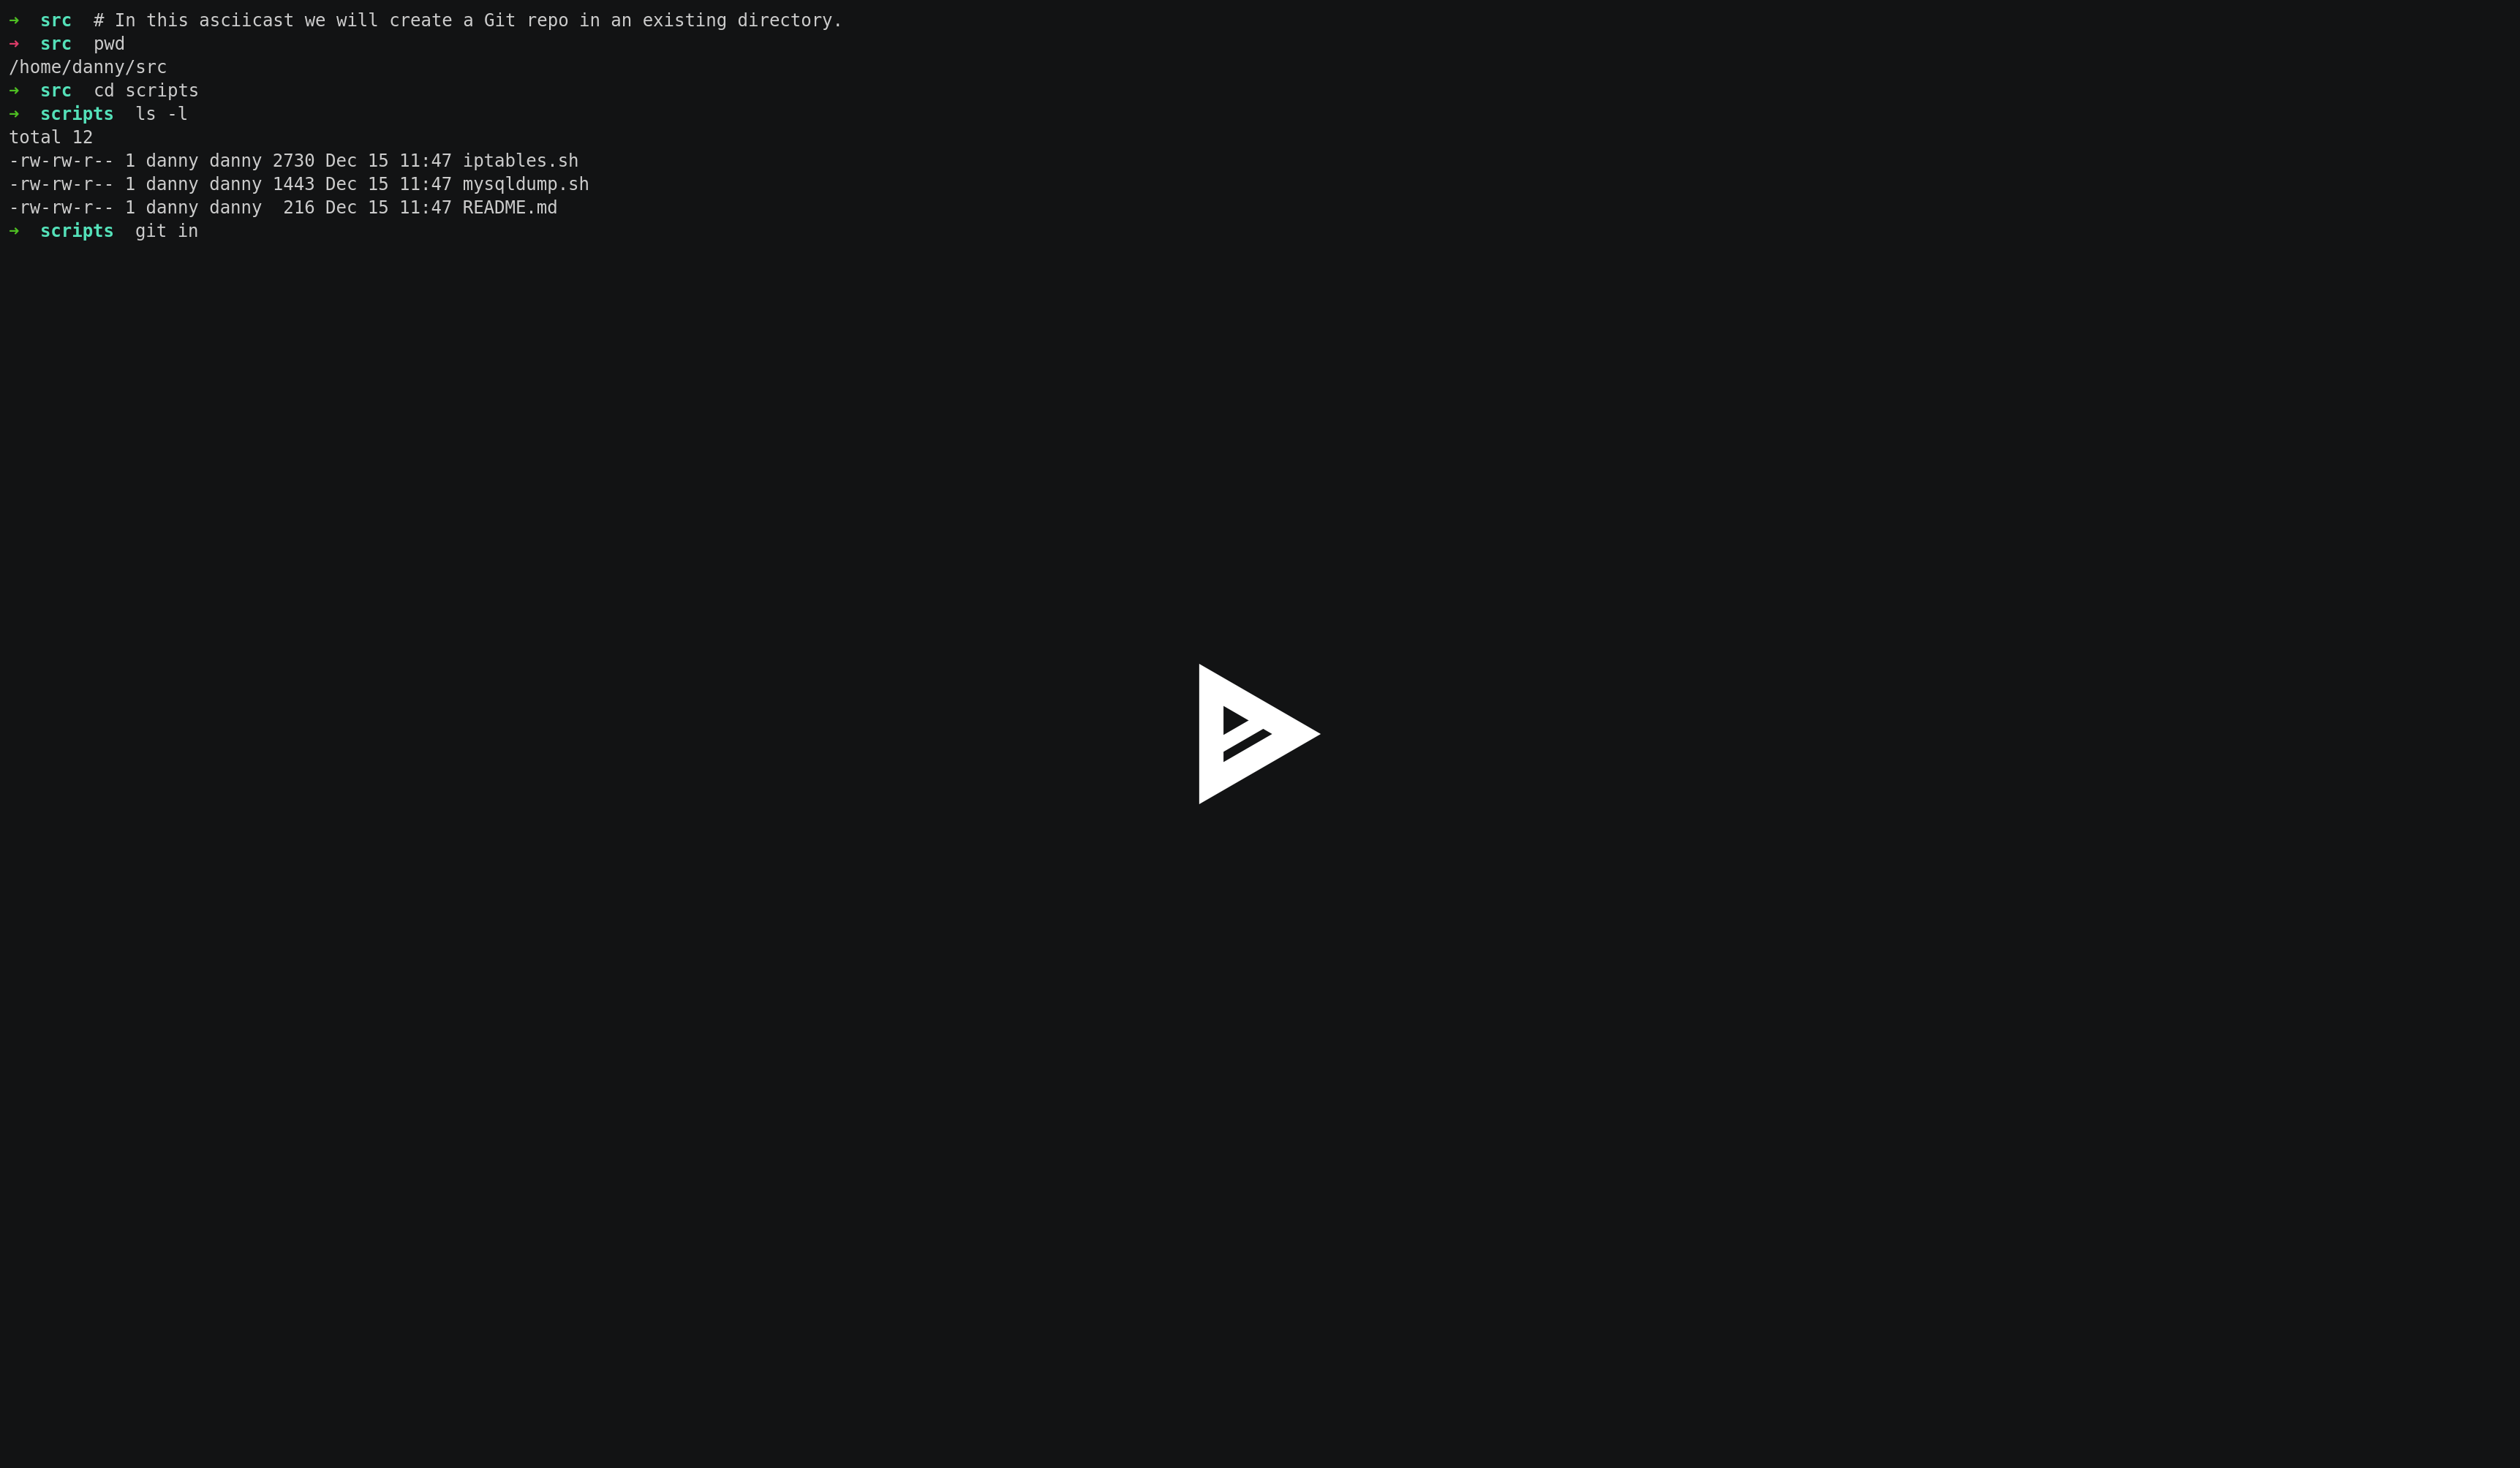 ➜  src  # In this asciicast we will create a Git repo in an existing directory.
➜  src  pwd
/home/danny/src
➜  src  cd scripts
➜  scripts  ls -l
total 12
-rw-rw-r-- 1 danny danny 2730 Dec 15 11:47 iptables.sh
-rw-rw-r-- 1 danny danny 1443 Dec 15 11:47 mysqldump.sh
-rw-rw-r-- 1 danny danny  216 Dec 15 11:47 README.md
➜  scripts  git in